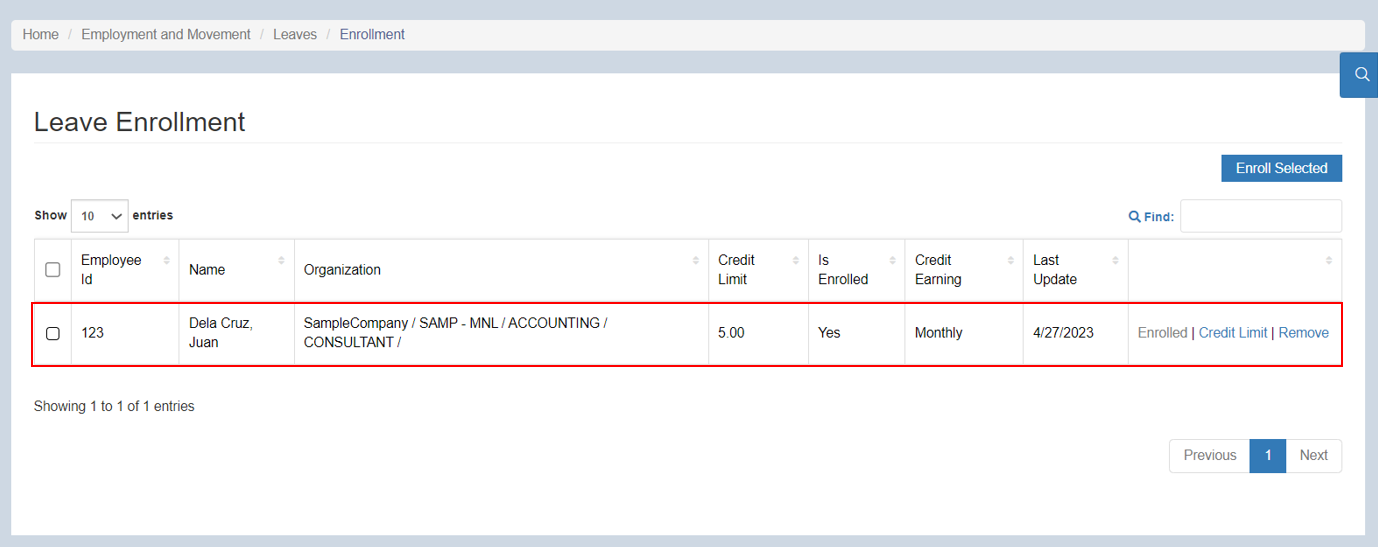 Home / Employment and Movement / Leaves / Enrollment
Leave Enrollment
Enroll Selected
Show 10 entries
Find:
Employee Id
Name
Organization
Credit Limit
Is Enrolled
Credit Earning
Last Update
123
Dela Cruz,
Juan
SampleCompany / SAMP - MNL / ACCOUNTING /
CONSULTANT /
5.00
Yes
Monthly
4/27/2023
Enrolled | Credit Limit | Remove
Showing 1 to 1 of 1 entries
Previous 1 Next